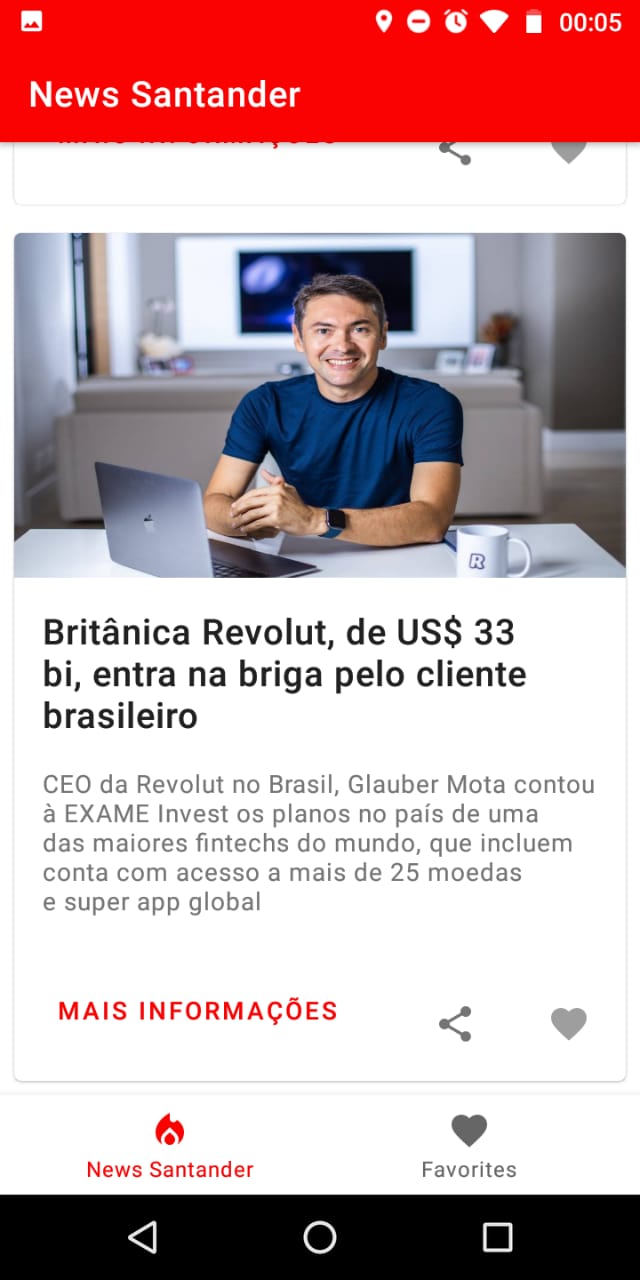 00:05
News Santander
MAIS INFORMAÇÕES
R
Britânica Revolut, de US$ 33
bi, entra na briga pelo cliente
brasileiro
CEO da Revolut no Brasil, Glauber Mota contou
à EXAME Invest os planos no país de uma
das maiores fintechs do mundo, que incluem
conta com acesso a mais de 25 moedas
e super app global
MAIS INFORMAÇÕES
News Santander
Favorites